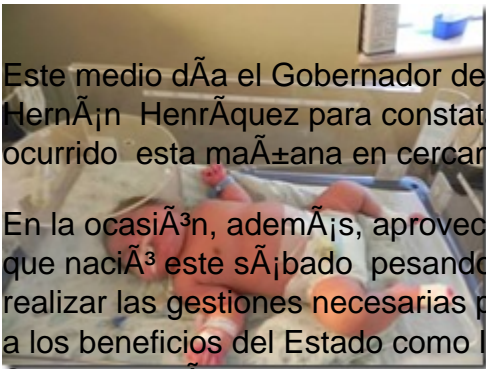 Este medio dÃ­a el Gobernador de
HernÃ¡n HenrÃ­quez para constat
ocurrido esta maÃ±ana en cercan
En la ocasiÃ³n, ademÃ¡s, aprovec
que naciÃ³ este sÃ¡bado pesando
realizar las gestiones necesarias p
a los beneficios del Estado como l